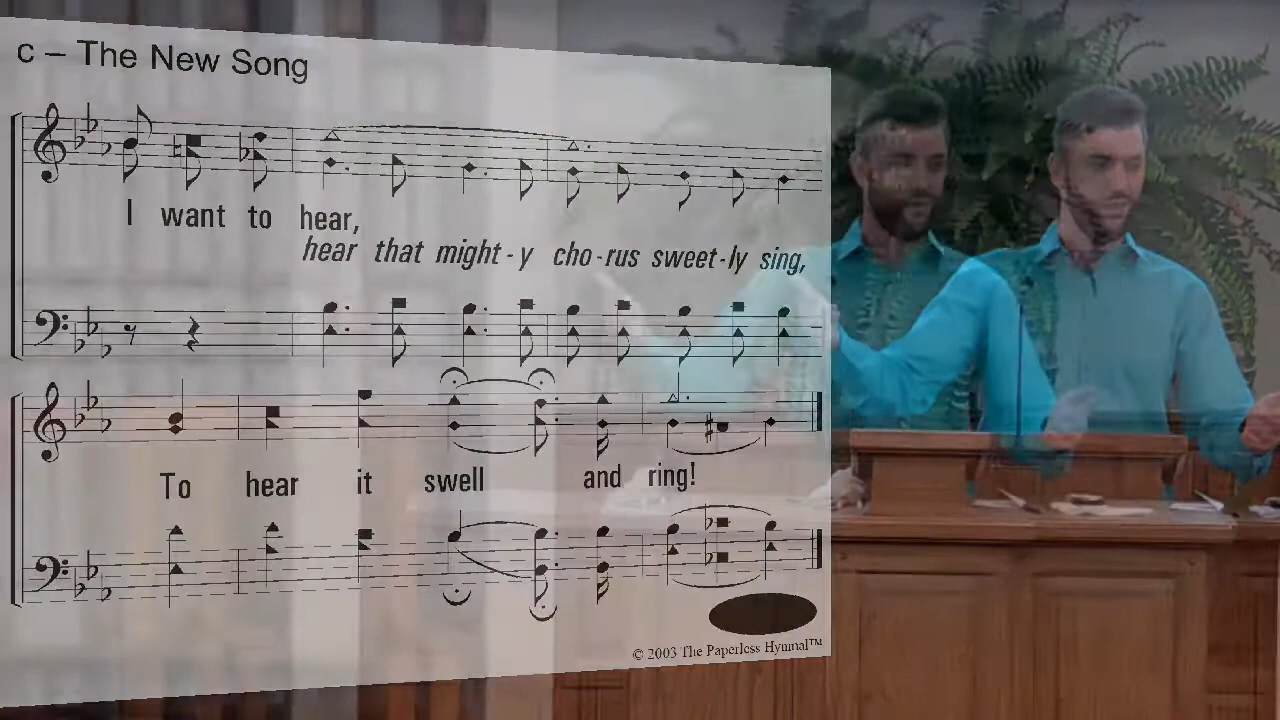 c – The New Song
I want to hear,
hear that might - y cho - rus sweet - ly sing,
To hear it swell and ring!
© 2003 The Paperless Hymnal™